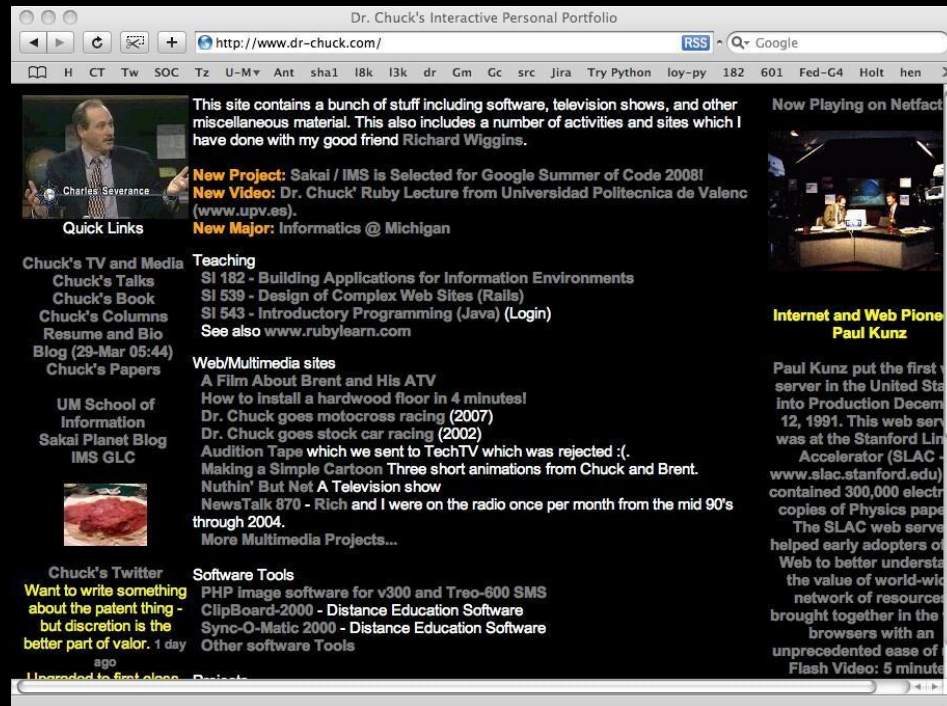 Dr. Chuck's Interactive Personal Portfolio
http://www.dr-chuck.com/
RSS
Google
H CT Tw SOC Tz U-M Ant sha1 l8k l3k dr Gm Gc src Jira Try Python loy-py 182 601 Fed-G4 Holt hen
Charles Severance
Quick Links
Chuck's TV and Media
Chuck's Talks
Chuck's Book
Chuck's Columns
Resume and Bio
Blog (29-Mar 05:44)
Chuck's Papers
UM School of
Information
Sakai Planet Blog
IMS GLC
Chuck's Twitter
Want to write something
about the patent thing -
but discretion is the
better part of valor. 1 day
ago
Upgraded to first class
This site contains a bunch of stuff including software, television shows, and other
miscellaneous material. This also includes a number of activities and sites which I
have done with my good friend Richard Wiggins.
New Project: Sakai / IMS is Selected for Google Summer of Code 2008!
New Video: Dr. Chuck' Ruby Lecture from Universidad Politecnica de Valenc
(www.upv.es).
New Major: Informatics @ Michigan
Teaching
SI 182 - Building Applications for Information Environments
SI 539 - Design of Complex Web Sites (Rails)
SI 543 - Introductory Programming (Java) (Login)
See also www.rubylearn.com
Web/Multimedia sites
A Film About Brent and His ATV
How to install a hardwood floor in 4 minutes!
Dr. Chuck goes motocross racing (2007)
Dr. Chuck goes stock car racing (2002)
Audition Tape which we sent to TechTV which was rejected :(.
Making a Simple Cartoon Three short animations from Chuck and Brent.
Nuthin' But Net A Television show
NewsTalk 870 - Rich and I were on the radio once per month from the mid 90's
through 2004.
More Multimedia Projects...
Software Tools
PHP image software for v300 and Treo-600 SMS
ClipBoard-2000 - Distance Education Software
Sync-O-Matic 2000 - Distance Education Software
Other software Tools
Projects
Now Playing on Netfact
Internet and Web Pione
Paul Kunz
Paul Kunz put the first
server in the United Sta
into Production Decem
12, 1991. This web serv
was at the Stanford Lin
Accelerator (SLAC -
www.slac.stanford.edu)
contained 300,000 electr
copies of Physics pape
The SLAC web serve
helped early adopters of
Web to better understa
the value of world-wid
network of resources
brought together in the
browsers with an
unprecedented ease of
Flash Video: 5 minute